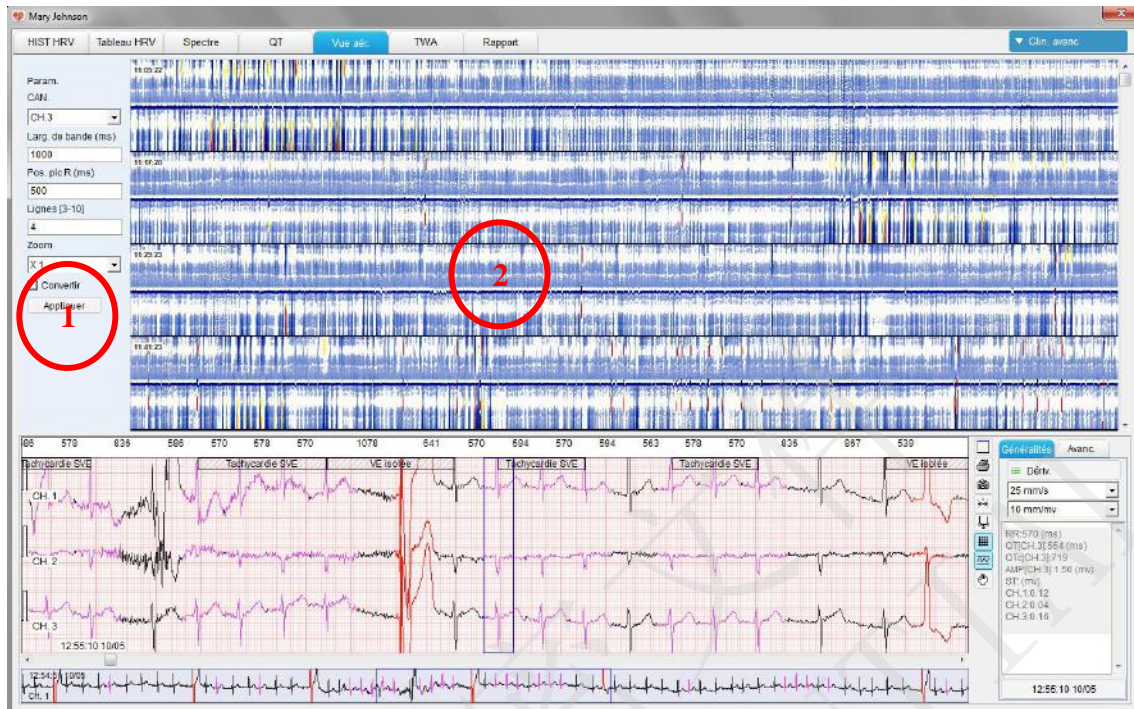 Mary Johnson
HIST HRV Tableau HRV Spectre QT Vue aér. TWA Rapport Clin. avanc.
Param.
CAN.
CH.3
Larg. de bande (ms)
1000
Pos. pic R (ms)
500
Lignes [3-10]
4
Zoom
X 1
Convertir
Appliquer
1
11:05:22
11:17:20
11:29:23
11:41:23
2
578 836 586 570 578 570 1078 641 570 594 570 594 563 578 570 836 867 539
Tachycardie SVE Tachycardie SVE VE isolée Tachycardie SVE Tachycardie SVE VE isolée
CH. 1
CH. 2
CH. 3
12:55:10 10/05
CH. 1
Généralités Avanc.
Dériv.
25 mm/s
10 mm/mv
RR:570 (ms)
QT[CH.3]:554 (ms)
QTc[CH.3]:719
AMP[CH.3]:1.50 (mv)
ST: (mv)
CH.1:0.12
CH.2:0.04
CH.3:0.16
12:55:10 10/05